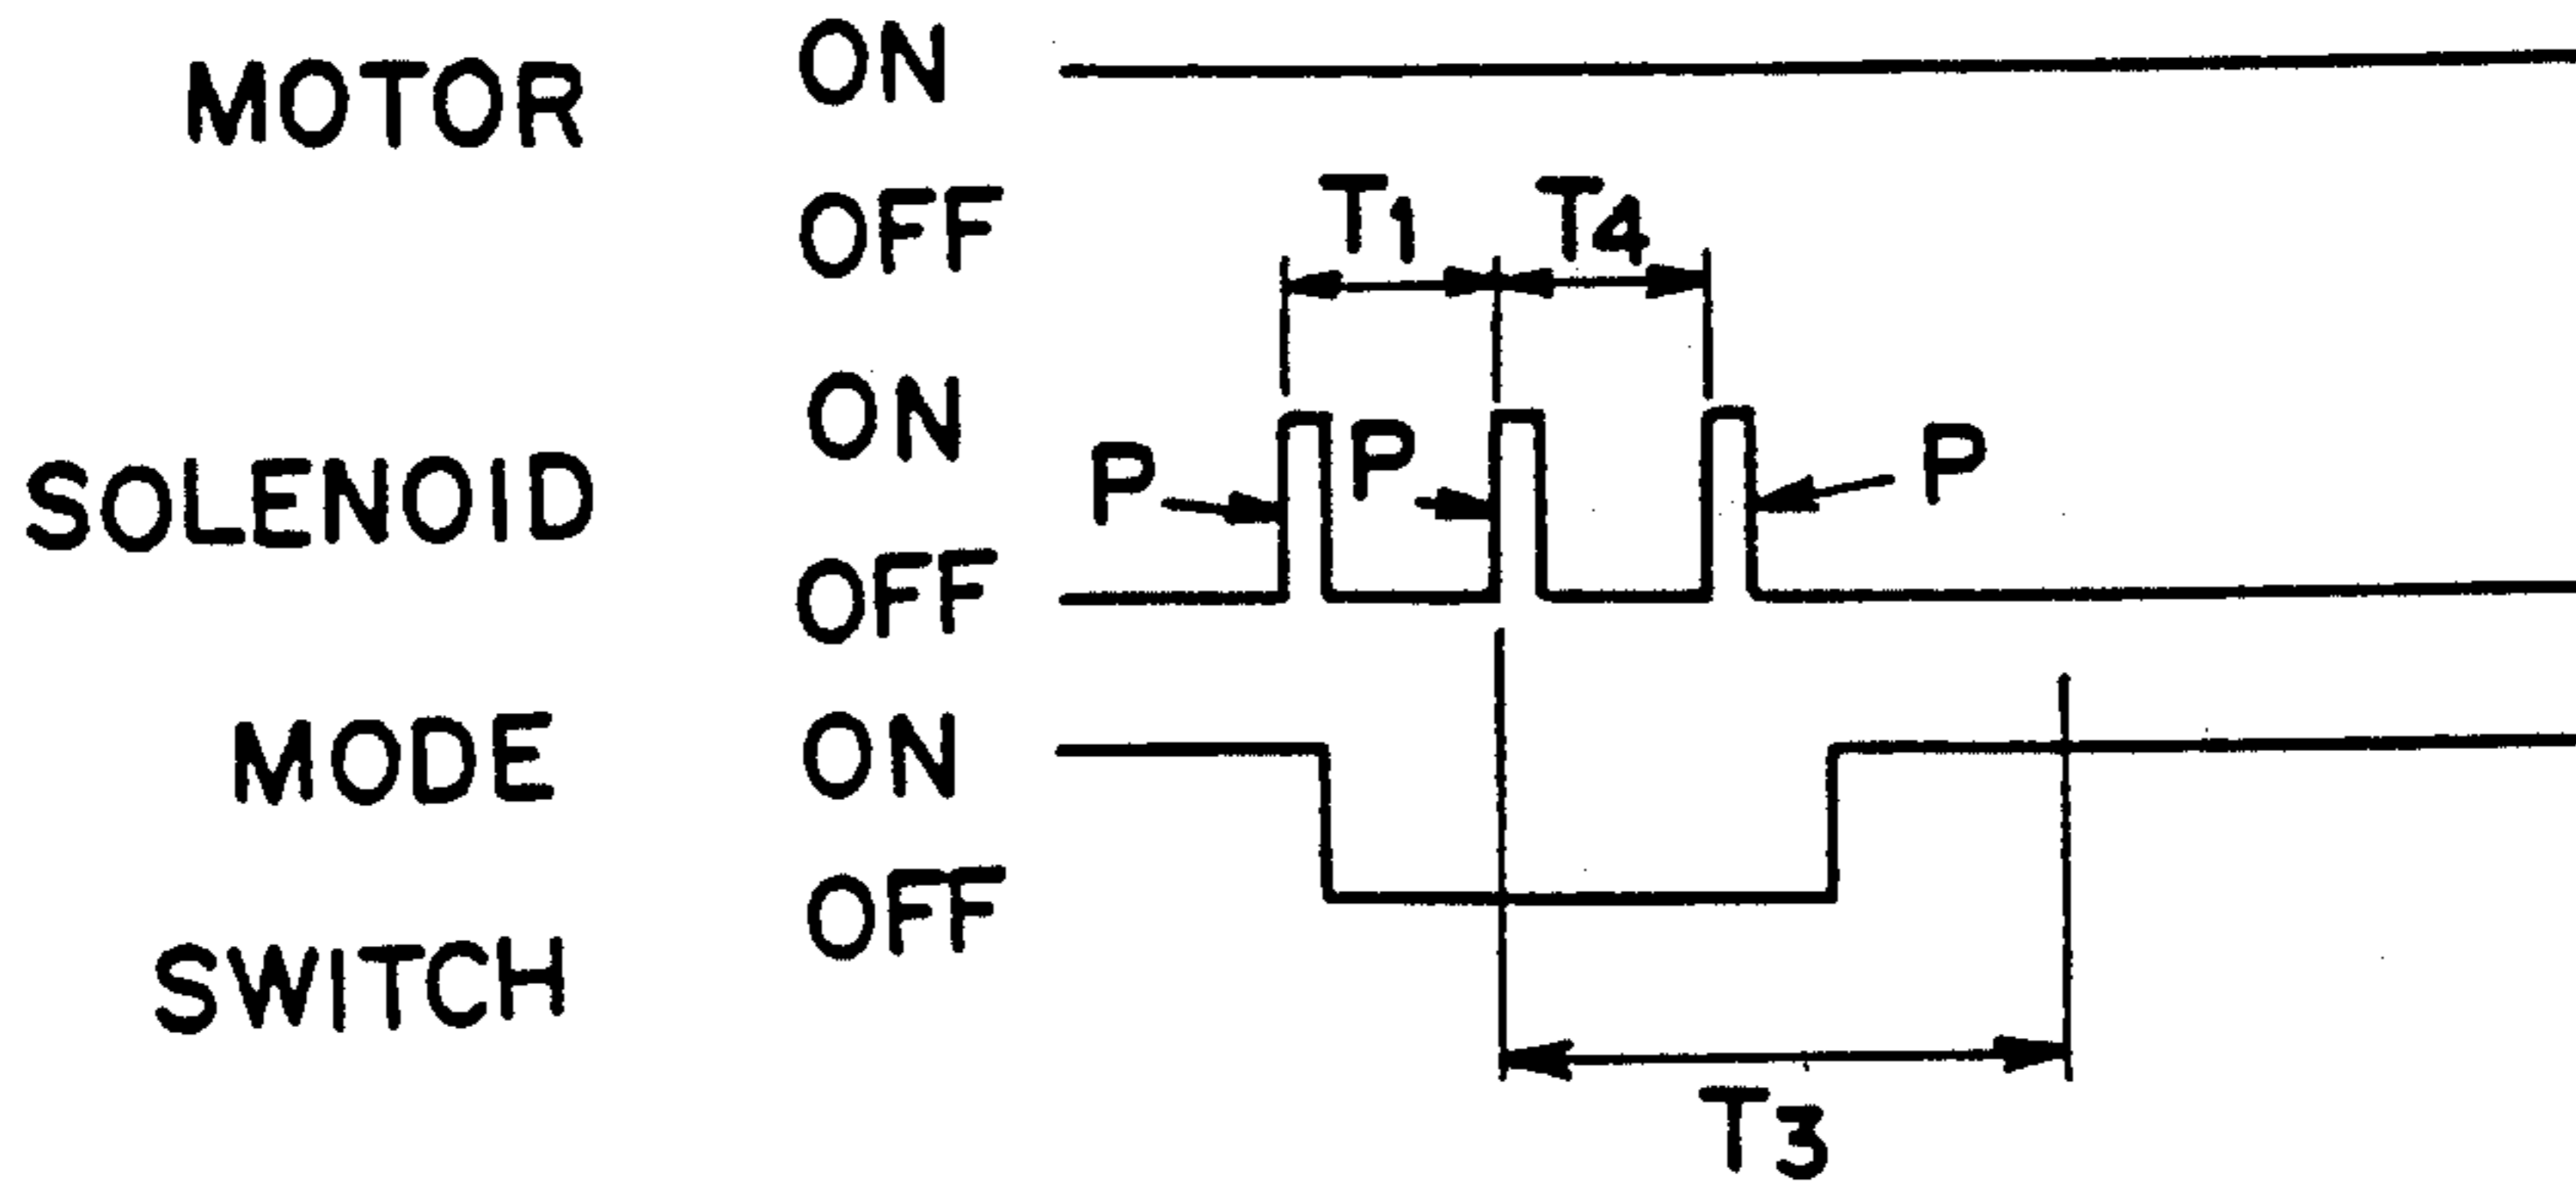 MOTOR ON
OFF
T1 T4
SOLENOID ON
P P P
OFF
MODE ON
SWITCH OFF
T3